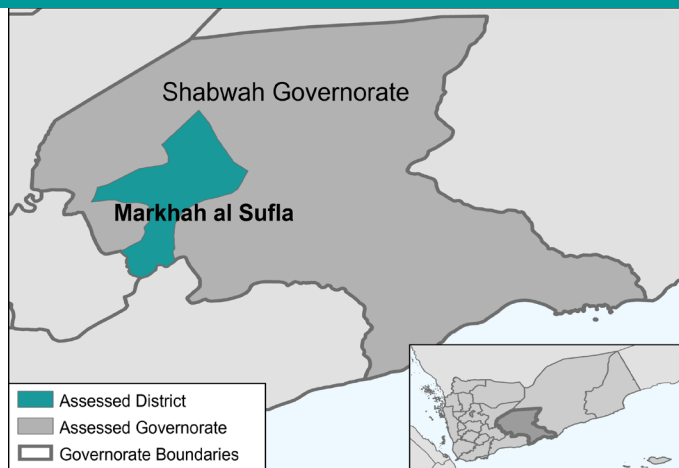 Shabwah Governorate
Markhah al Sufla
Assessed District
Assessed Governorate
Governorate Boundaries